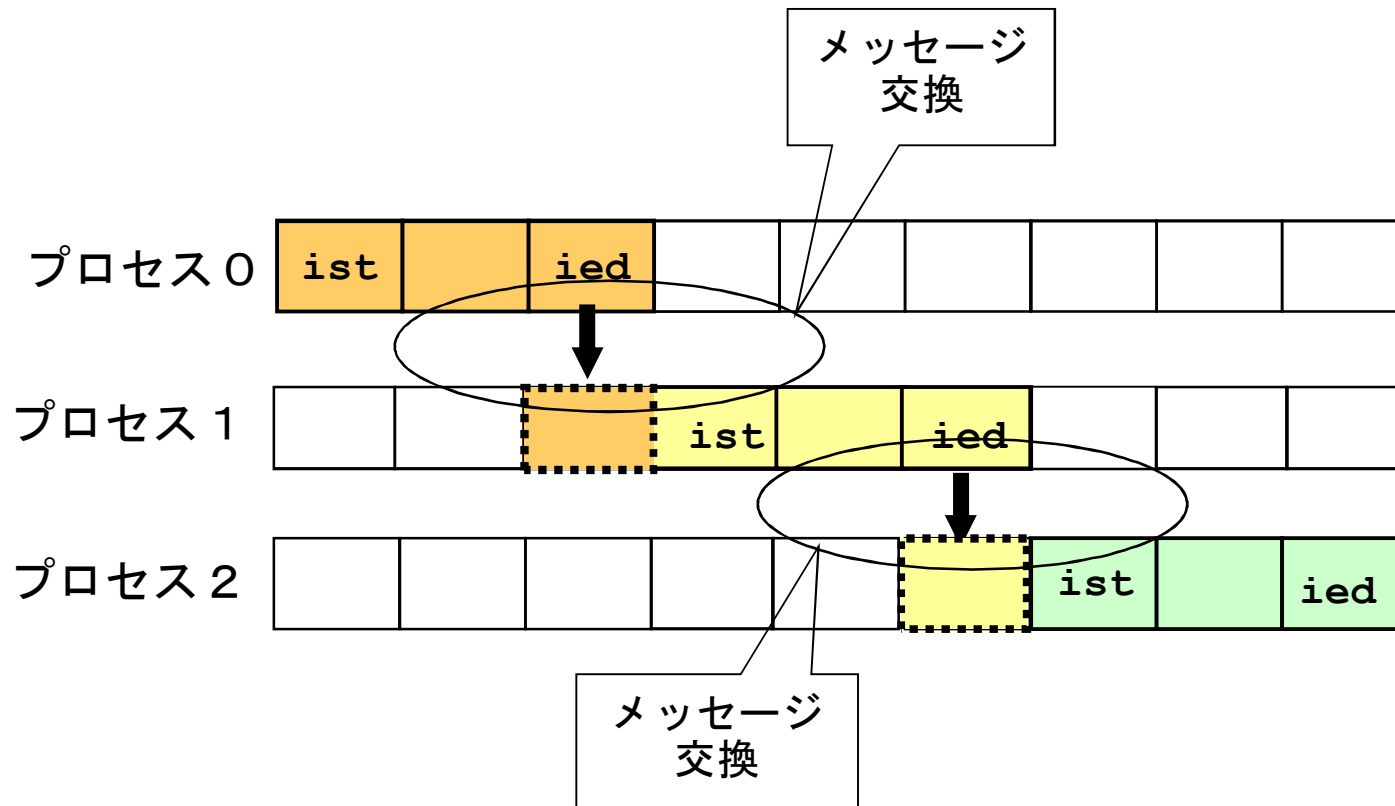 メッセージ
交換
プロセス０ ist ied
プロセス１ ist ied
プロセス２ ist ied
メッセージ
交換